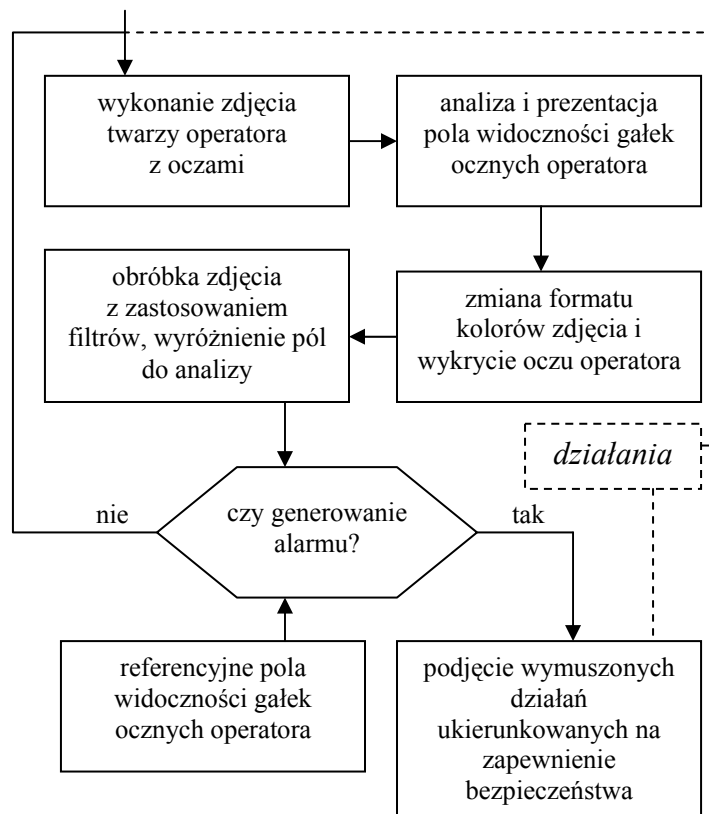 wykonanie zdjęcia
twarzy operatora
z oczami
analiza i prezentacja
pola widoczności gałek
ocznych operatora
zmiana formatu
kolorów zdjęcia i
wykrycie oczu operatora
obróbka zdjęcia
z zastosowaniem
filtrów, wyróżnienie pól
do analizy
działania
nie
czy generowanie
alarmu?
tak
referencyjne pola
widoczności gałek
ocznych operatora
podjęcie wymuszonych
działań
ukierunkowanych na
zapewnienie
bezpieczeństwa